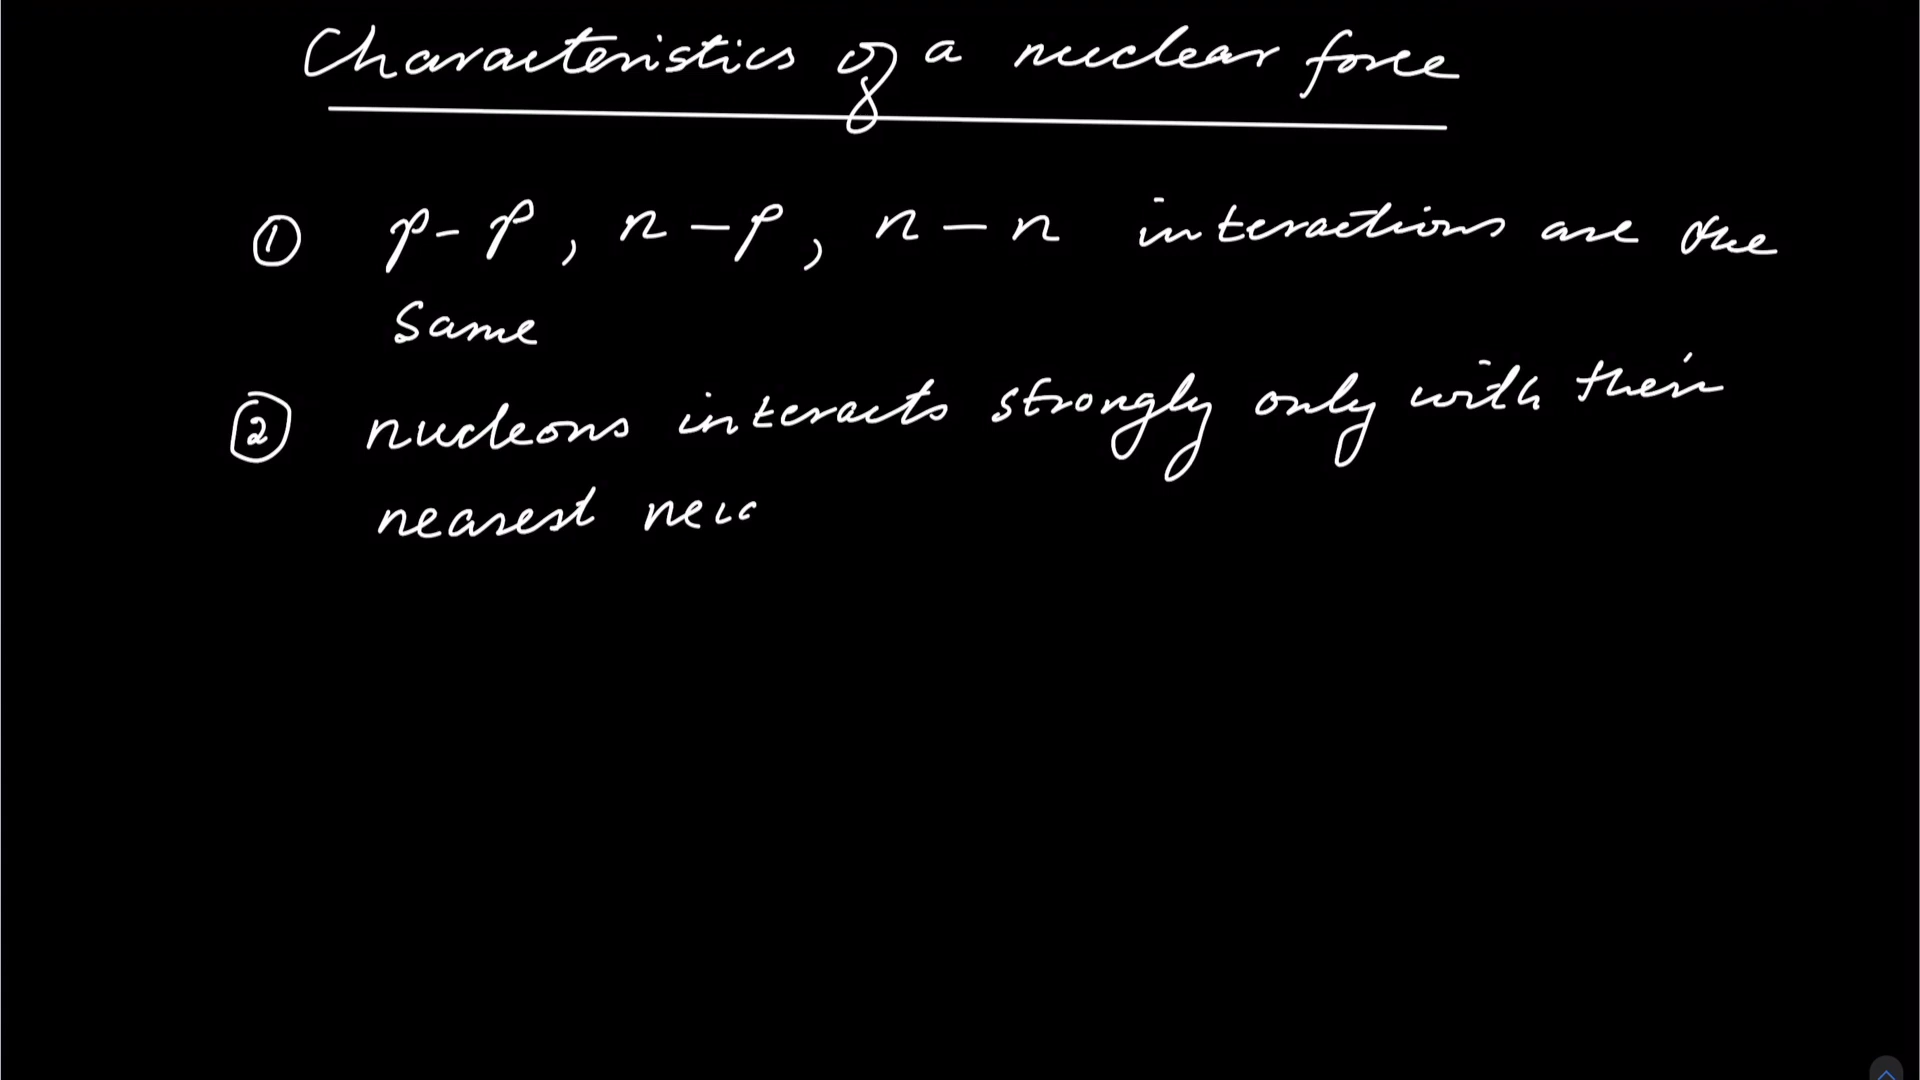 Characteristics of a nuclear force
① p-p, n-p, n-n interactions are the
same
② nucleons interacts strongly only with their
nearest